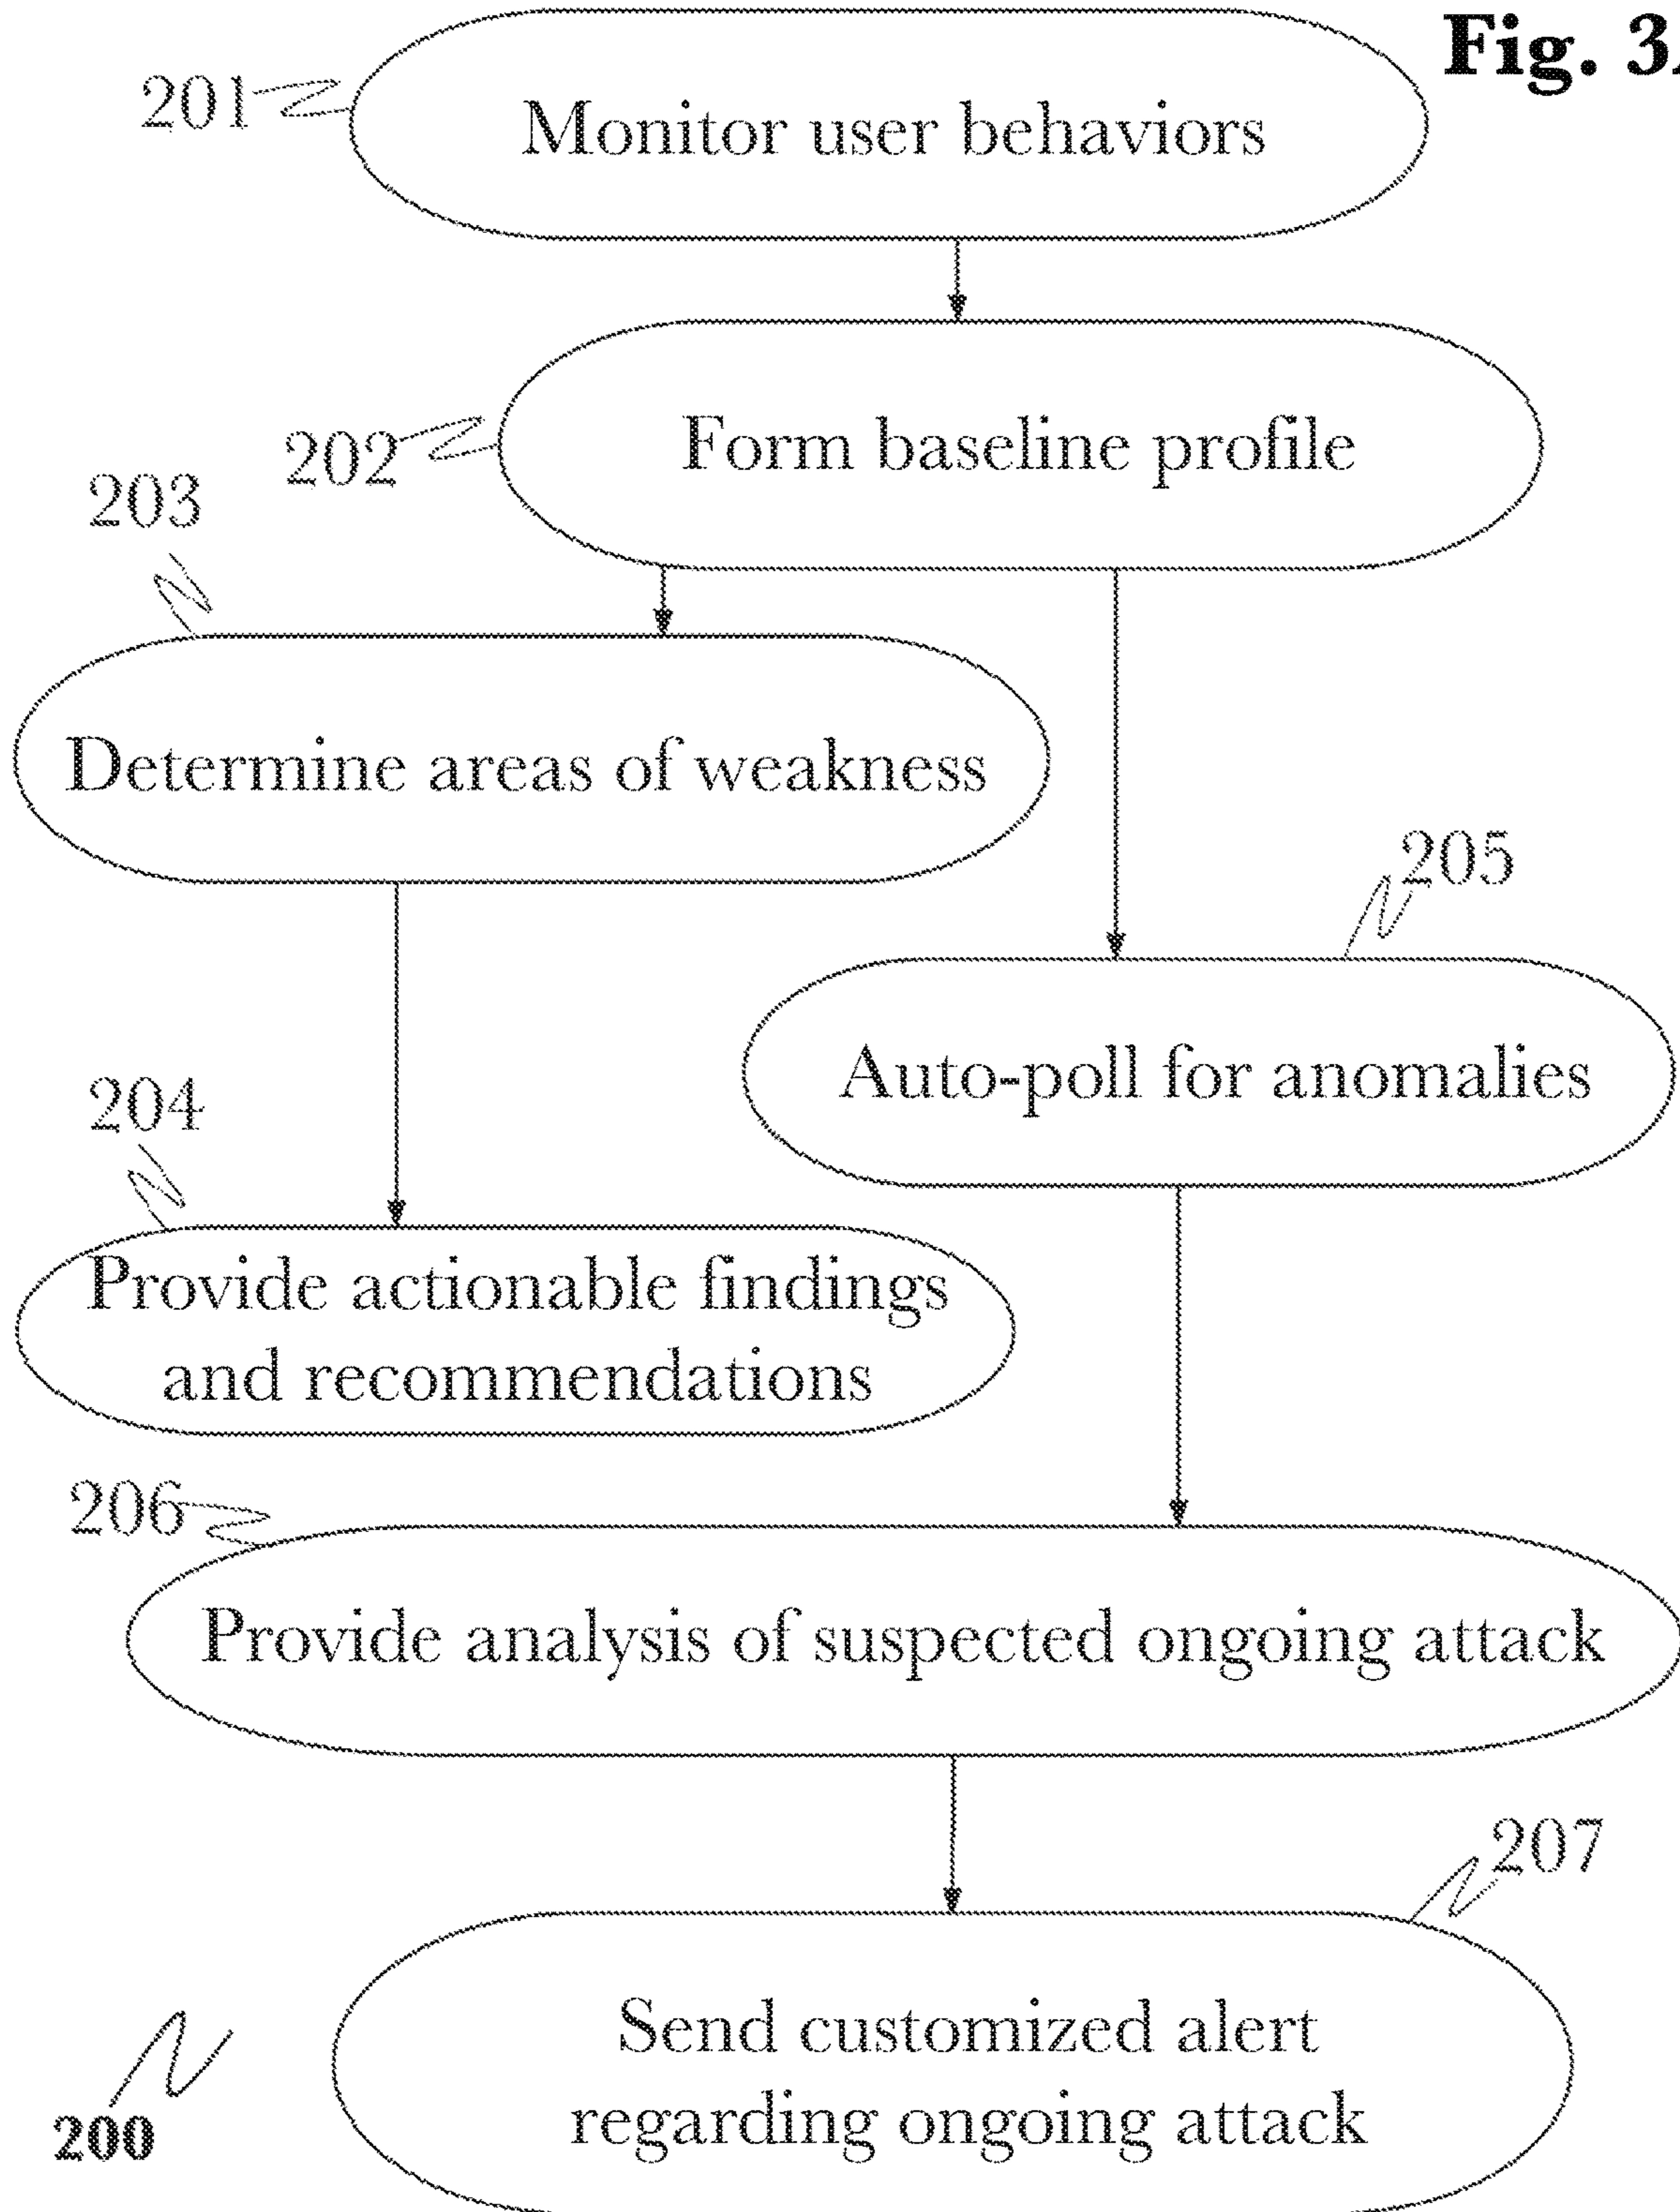 Fig. 3
201
Monitor user behaviors
202
Form baseline profile
203
Determine areas of weakness
205
Auto-poll for anomalies
204
Provide actionable findings
and recommendations
206
Provide analysis of suspected ongoing attack
207
Send customized alert
regarding ongoing attack
200